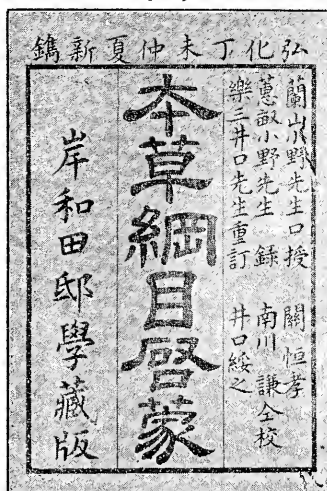 弘化丁未仲夏新鐫
蘭山小野先生口授 關 恒孝
蕙畝小野先生 録 南川 謙仝校
樂三井口先生重訂 井口綏之
本草綱目啓蒙
岸和田邸學藏版